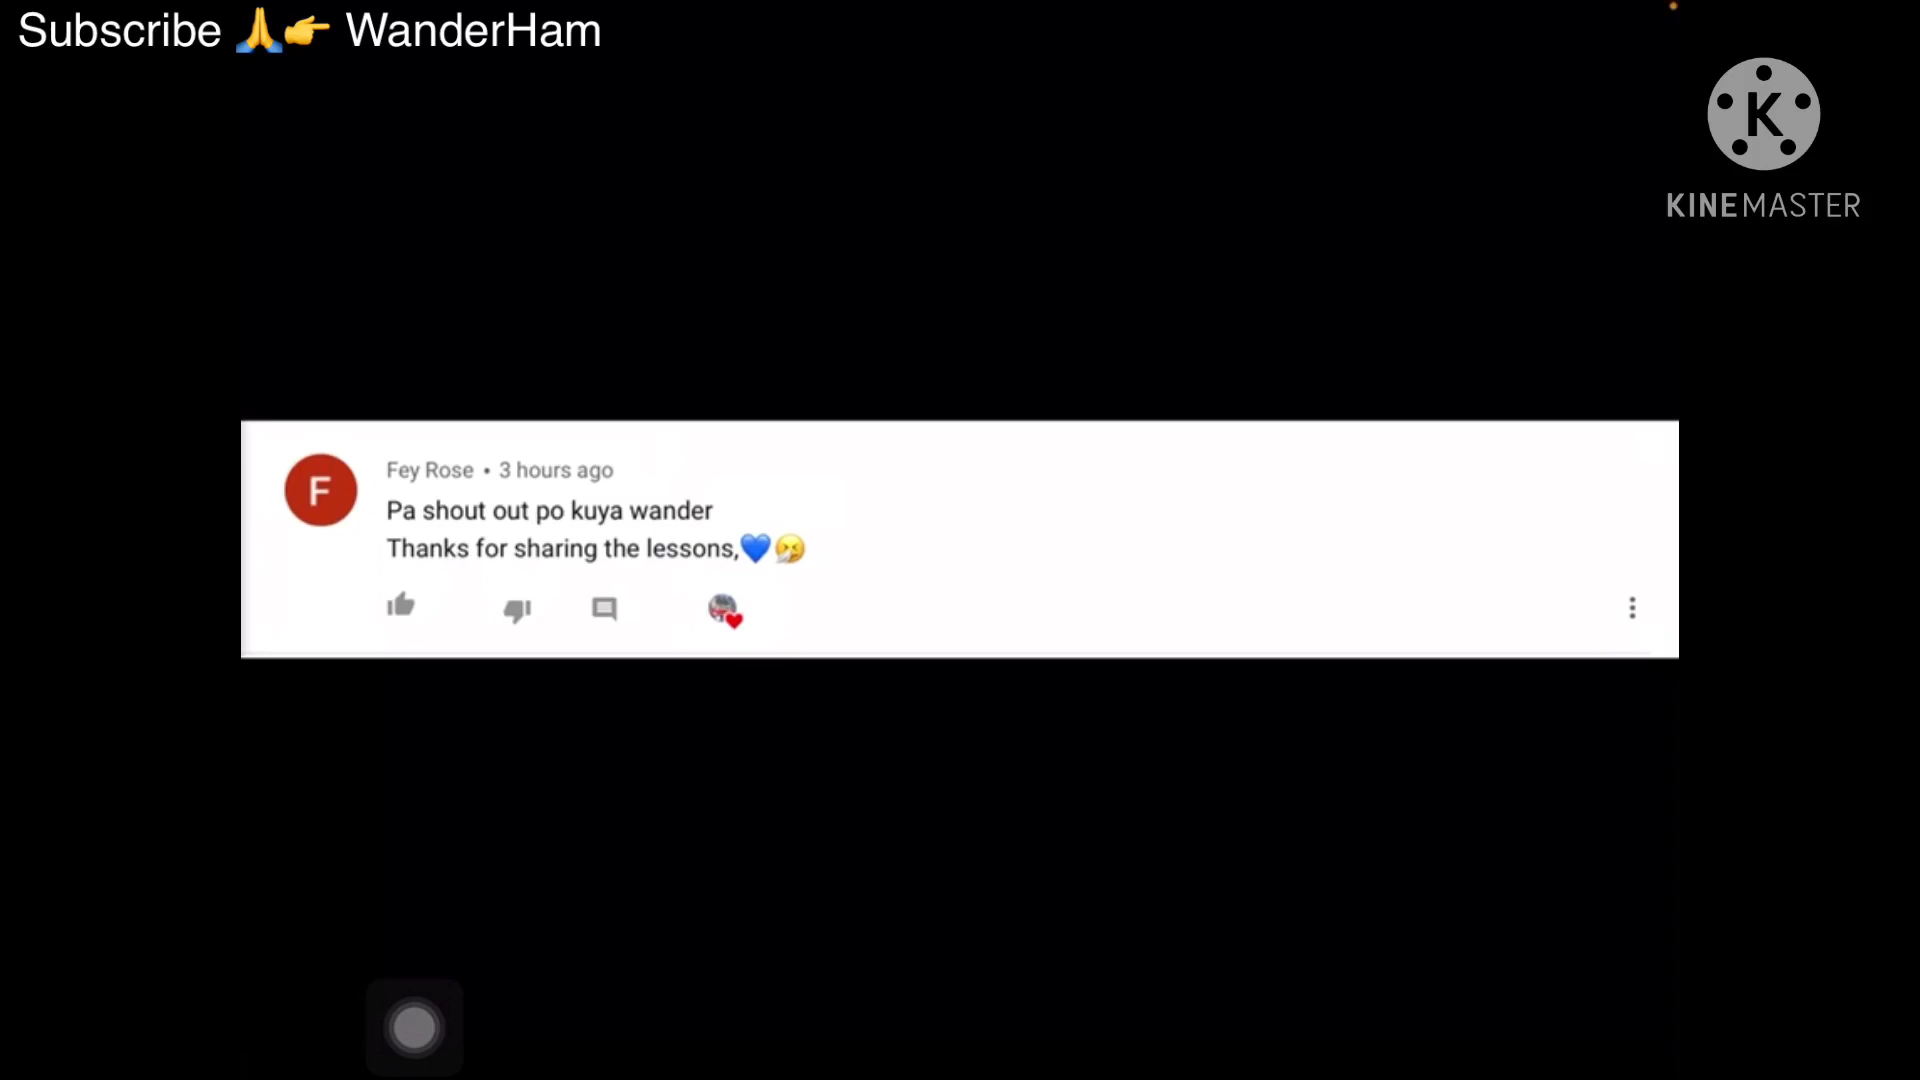 Subscribe 🙏👉 WanderHam
K
KINEMASTER
F
Fey Rose • 3 hours ago
Pa shout out po kuya wander
Thanks for sharing the lessons,💙🤧